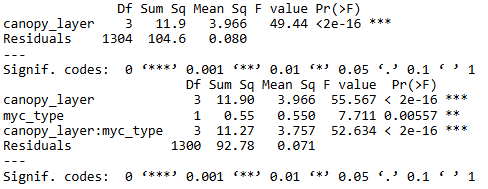 Df Sum Sq Mean Sq F value Pr(>F)
canopy_layer 3 11.9 3.966 49.44 <2e-16 ***
Residuals 1304 104.6 0.080
---
Signif. codes: 0 ‘***’ 0.001 ‘**’ 0.01 ‘*’ 0.05 ‘.’ 0.1 ‘ ’ 1
Df Sum Sq Mean Sq F value Pr(>F)
canopy_layer 3 11.90 3.966 55.567 < 2e-16 ***
myc_type 1 0.55 0.550 7.711 0.00557 **
canopy_layer:myc_type 3 11.27 3.757 52.634 < 2e-16 ***
Residuals 1300 92.78 0.071
---
Signif. codes: 0 ‘***’ 0.001 ‘**’ 0.01 ‘*’ 0.05 ‘.’ 0.1 ‘ ’ 1